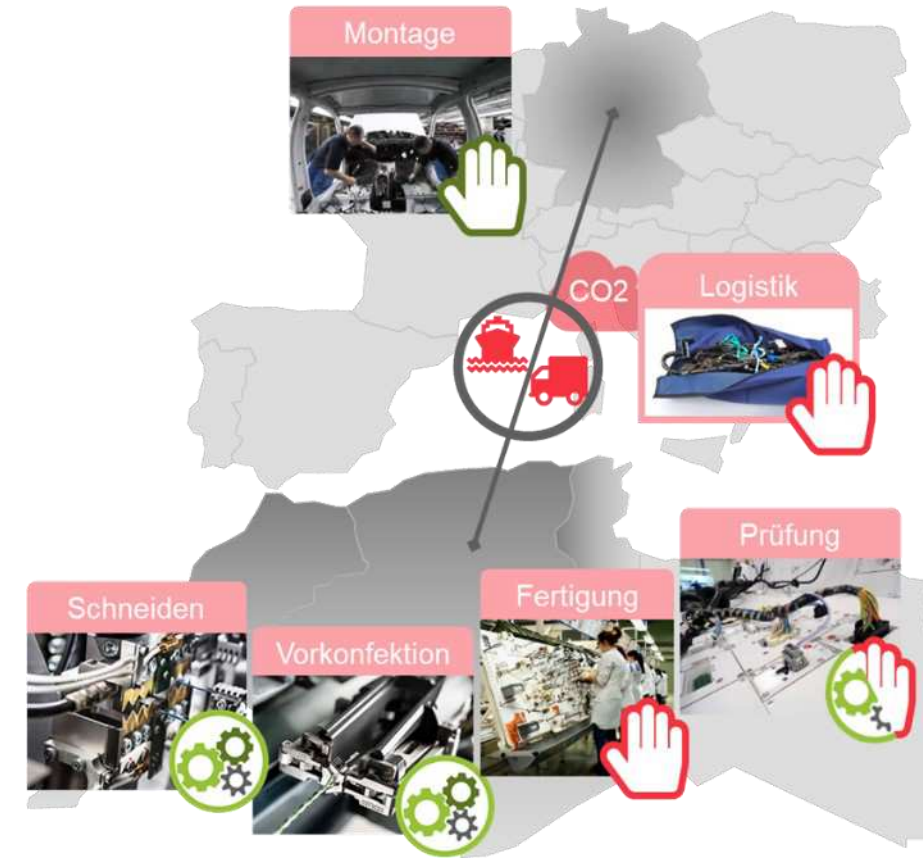 Montage
CO2
Logistik
Prüfung
Fertigung
Schneiden
Vorkonfektion